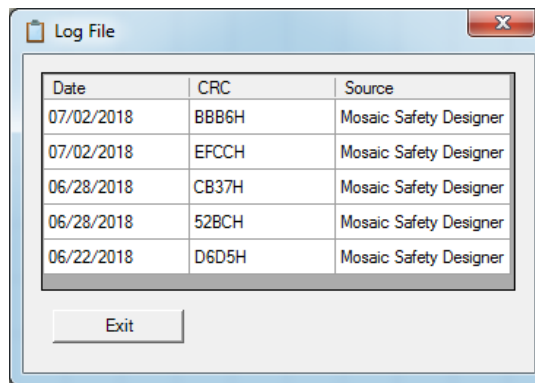 Log File
Date CRC Source
07/02/2018 BBB6H Mosaic Safety Designer
07/02/2018 EFCCH Mosaic Safety Designer
06/28/2018 CB37H Mosaic Safety Designer
06/28/2018 52BCH Mosaic Safety Designer
06/22/2018 D6D5H Mosaic Safety Designer
Exit